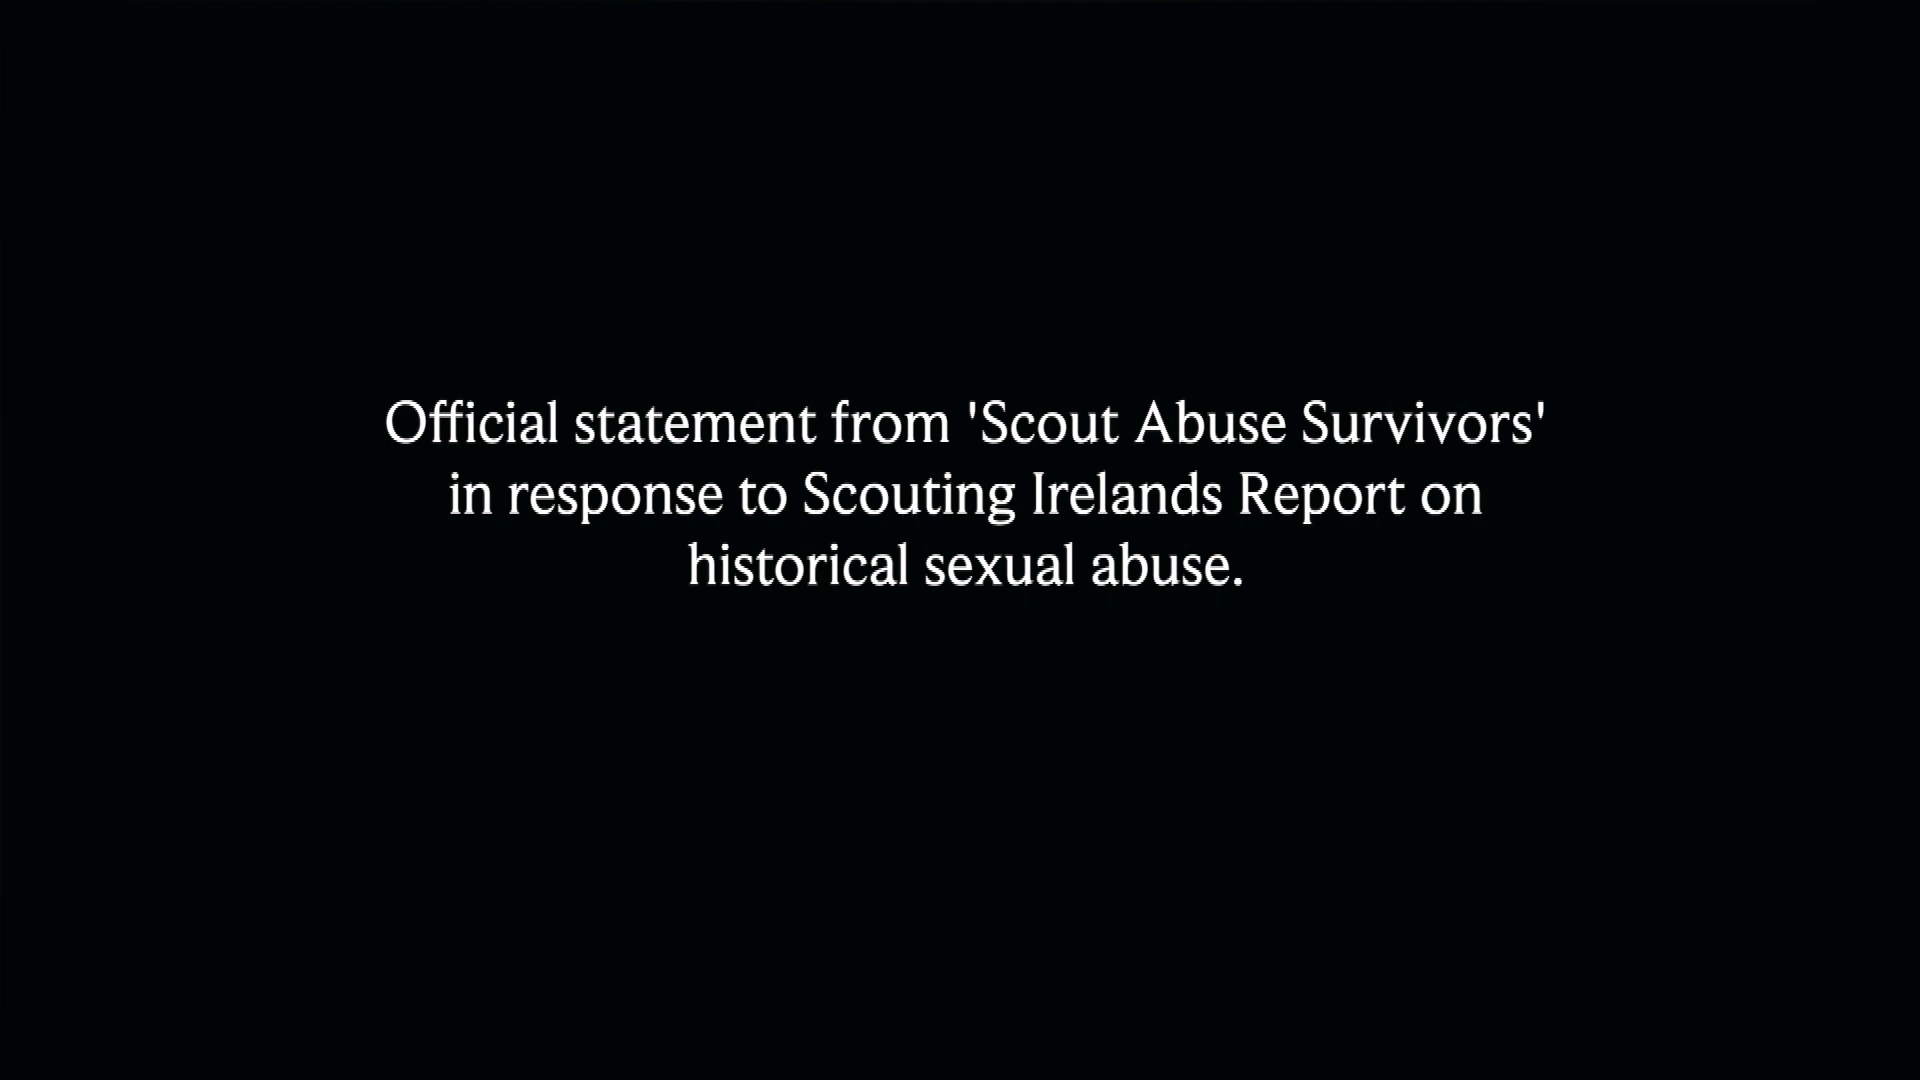 Official statement from 'Scout Abuse Survivors'
in response to Scouting Irelands Report on
historical sexual abuse.